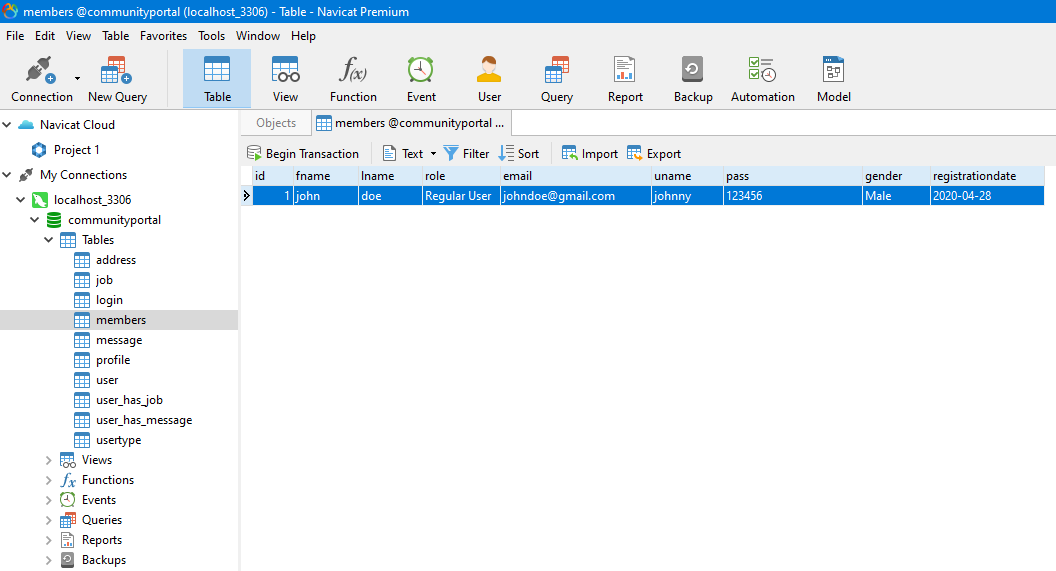 members @communityportal (localhost_3306) - Table - Navicat Premium
File Edit View Table Favorites Tools Window Help
Connection New Query Table View f(x) Function Event User Query Report Backup Automation Model
Navicat Cloud
Project 1
My Connections
localhost_3306
communityportal
Tables
address
job
login
members
message
profile
user
user_has_job
user_has_message
usertype
Views
fx Functions
Events
Queries
Reports
Backups
Objects members @communityportal ...
Begin Transaction Text Filter Sort Import Export
id fname lname role email uname pass gender registrationdate
1 john doe Regular User johndoe@gmail.com johnny 123456 Male 2020-04-28